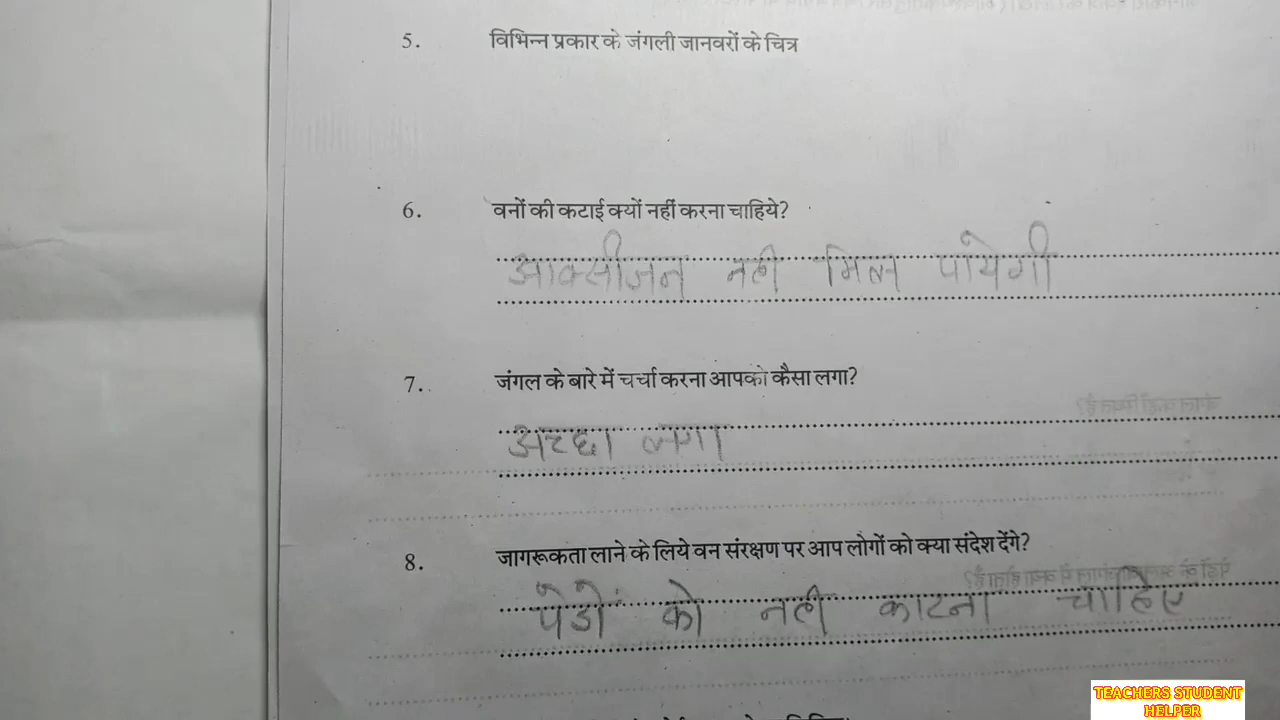 5. विभिन्न प्रकार के जंगली जानवरों के चित्र
6. वनों की कटाई क्यों नहीं करना चाहिये?
आक्सीजन नही मिल पायेगी
7. जंगल के बारे में चर्चा करना आपको कैसा लगा?
अच्छा लगा
8. जागरूकता लाने के लिये वन संरक्षण पर आप लोगों को क्या संदेश देंगे?
पेडों को नही काटना चाहिए
TEACHERS STUDENT
HELPER